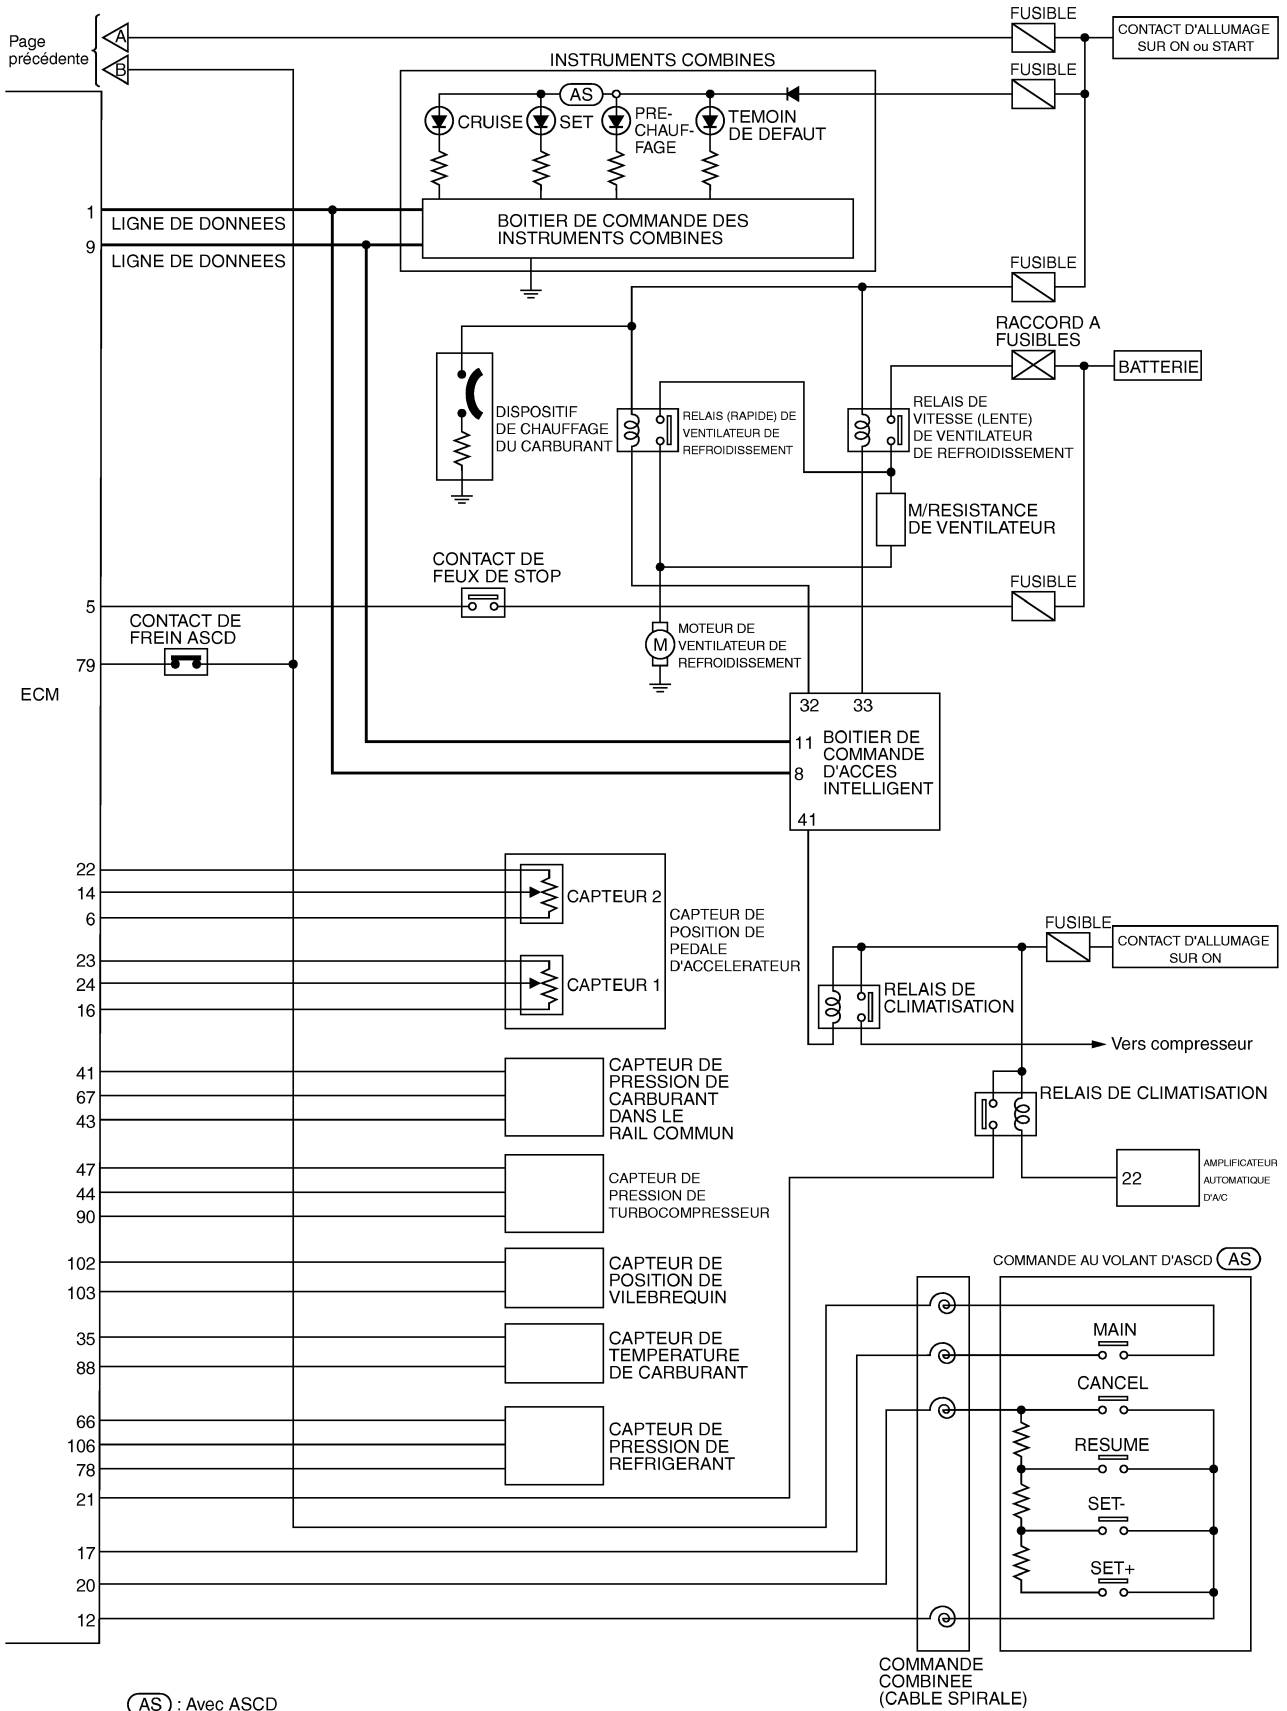 FUSIBLE
Page
précédente
A
B
CONTACT D'ALLUMAGE
SUR ON ou START
INSTRUMENTS COMBINES
FUSIBLE
AS
CRUISE
SET
PRE-
CHAUF-
FAGE
TEMOIN
DE DEFAUT
1
LIGNE DE DONNEES
9
LIGNE DE DONNEES
BOITIER DE COMMANDE DES
INSTRUMENTS COMBINES
FUSIBLE
RACCORD A
FUSIBLES
BATTERIE
DISPOSITIF
DE CHAUFFAGE
DU CARBURANT
RELAIS (RAPIDE) DE
VENTILATEUR DE
REFROIDISSEMENT
RELAIS DE
VITESSE (LENTE)
DE VENTILATEUR
DE REFROIDISSEMENT
M/RESISTANCE
DE VENTILATEUR
CONTACT DE
FEUX DE STOP
FUSIBLE
5
CONTACT DE
FREIN ASCD
79
M
MOTEUR DE
VENTILATEUR DE
REFROIDISSEMENT
ECM
32 33
11
8
41
BOITIER DE
COMMANDE
D'ACCES
INTELLIGENT
22
14
6
CAPTEUR 2
CAPTEUR DE
POSITION DE
PEDALE
D'ACCELERATEUR
23
24
16
CAPTEUR 1
FUSIBLE
CONTACT D'ALLUMAGE
SUR ON
RELAIS DE
CLIMATISATION
Vers compresseur
41
67
43
CAPTEUR DE
PRESSION DE
CARBURANT
DANS LE
RAIL COMMUN
RELAIS DE CLIMATISATION
47
44
90
CAPTEUR DE
PRESSION DE
TURBOCOMPRESSEUR
22
AMPLIFICATEUR
AUTOMATIQUE
D'A/C
102
103
CAPTEUR DE
POSITION DE
VILEBREQUIN
COMMANDE AU VOLANT D'ASCD AS
35
88
CAPTEUR DE
TEMPERATURE
DE CARBURANT
MAIN
CANCEL
RESUME
SET-
SET+
66
106
78
CAPTEUR DE
PRESSION DE
REFRIGERANT
21
17
20
12
COMMANDE
COMBINEE
(CABLE SPIRALE)
AS : Avec ASCD